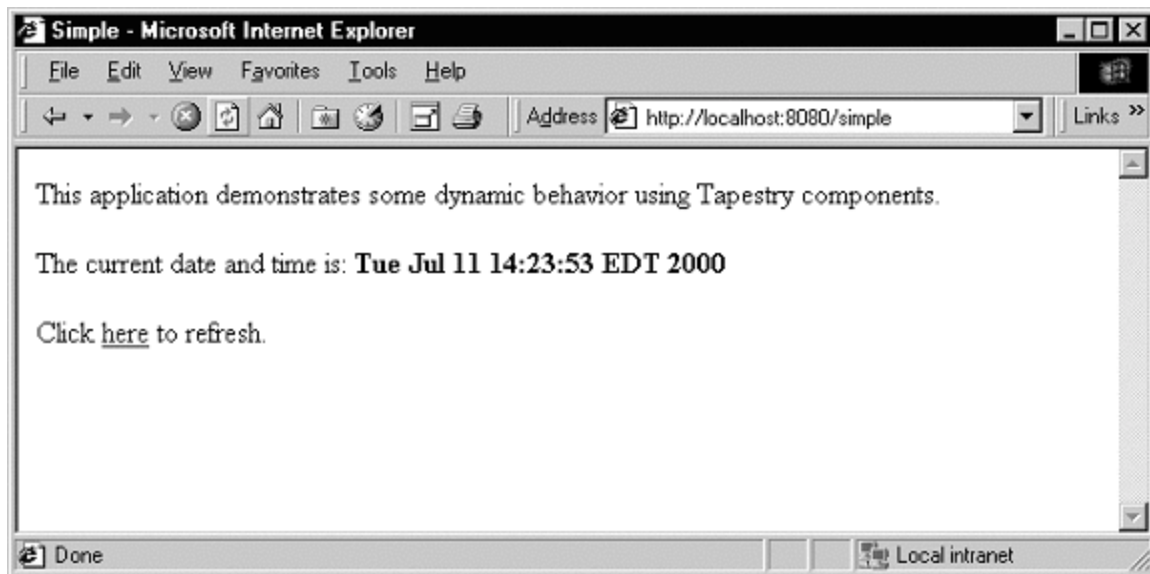 Simple - Microsoft Internet Explorer
File Edit View Favorites Tools Help
Address http://localhost:8080/simple Links »
This application demonstrates some dynamic behavior using Tapestry components.
The current date and time is: Tue Jul 11 14:23:53 EDT 2000
Click here to refresh.
Done Local intranet